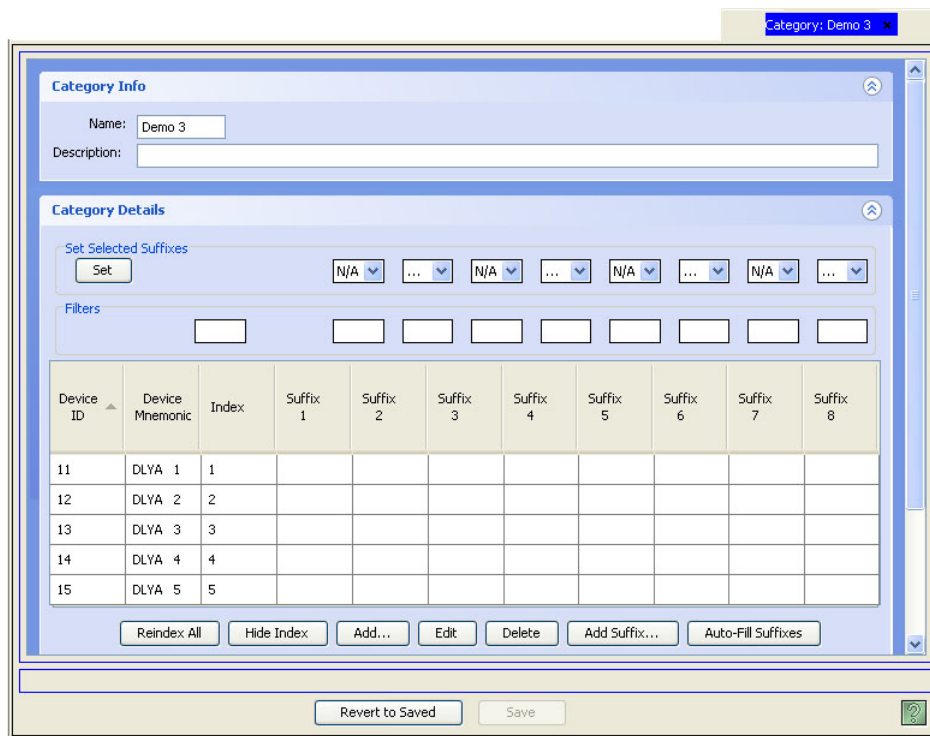 Category: Demo 3 ×
Category Info
Name: Demo 3
Description:
Category Details
Set Selected Suffixes
Set N/A ... N/A ... N/A ... N/A ...
Filters
Device ID Device Mnemonic Index Suffix 1 Suffix 2 Suffix 3 Suffix 4 Suffix 5 Suffix 6 Suffix 7 Suffix 8
11 DLYA 1 1
12 DLYA 2 2
13 DLYA 3 3
14 DLYA 4 4
15 DLYA 5 5
Reindex All Hide Index Add... Edit Delete Add Suffix... Auto-Fill Suffixes
Revert to Saved Save ?